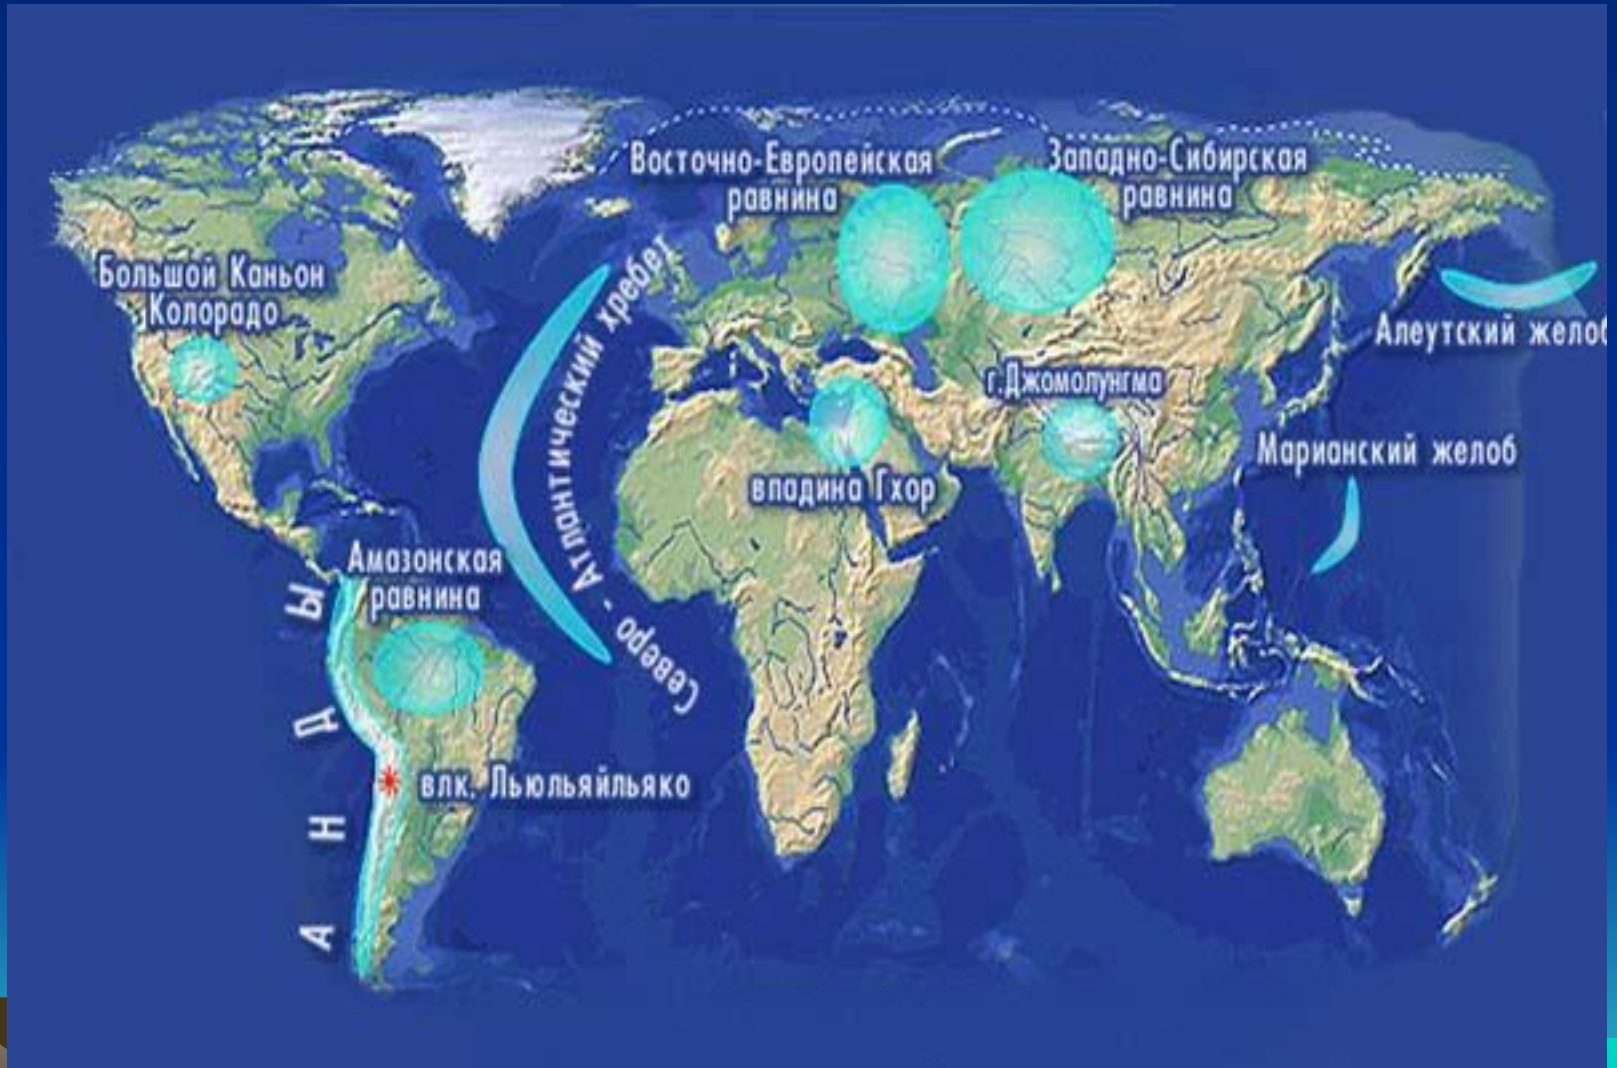 Восточно-Европейская
равнина
Западно-Сибирская
равнина
Большой Каньон
Колорадо
Северо - Атлантический хребет
Алеутский желоб
г.Джомолунгма
Марианский желоб
впадина Гхор
Амазонская
равнина
АНДЫ
влк. Льюльяйльяко